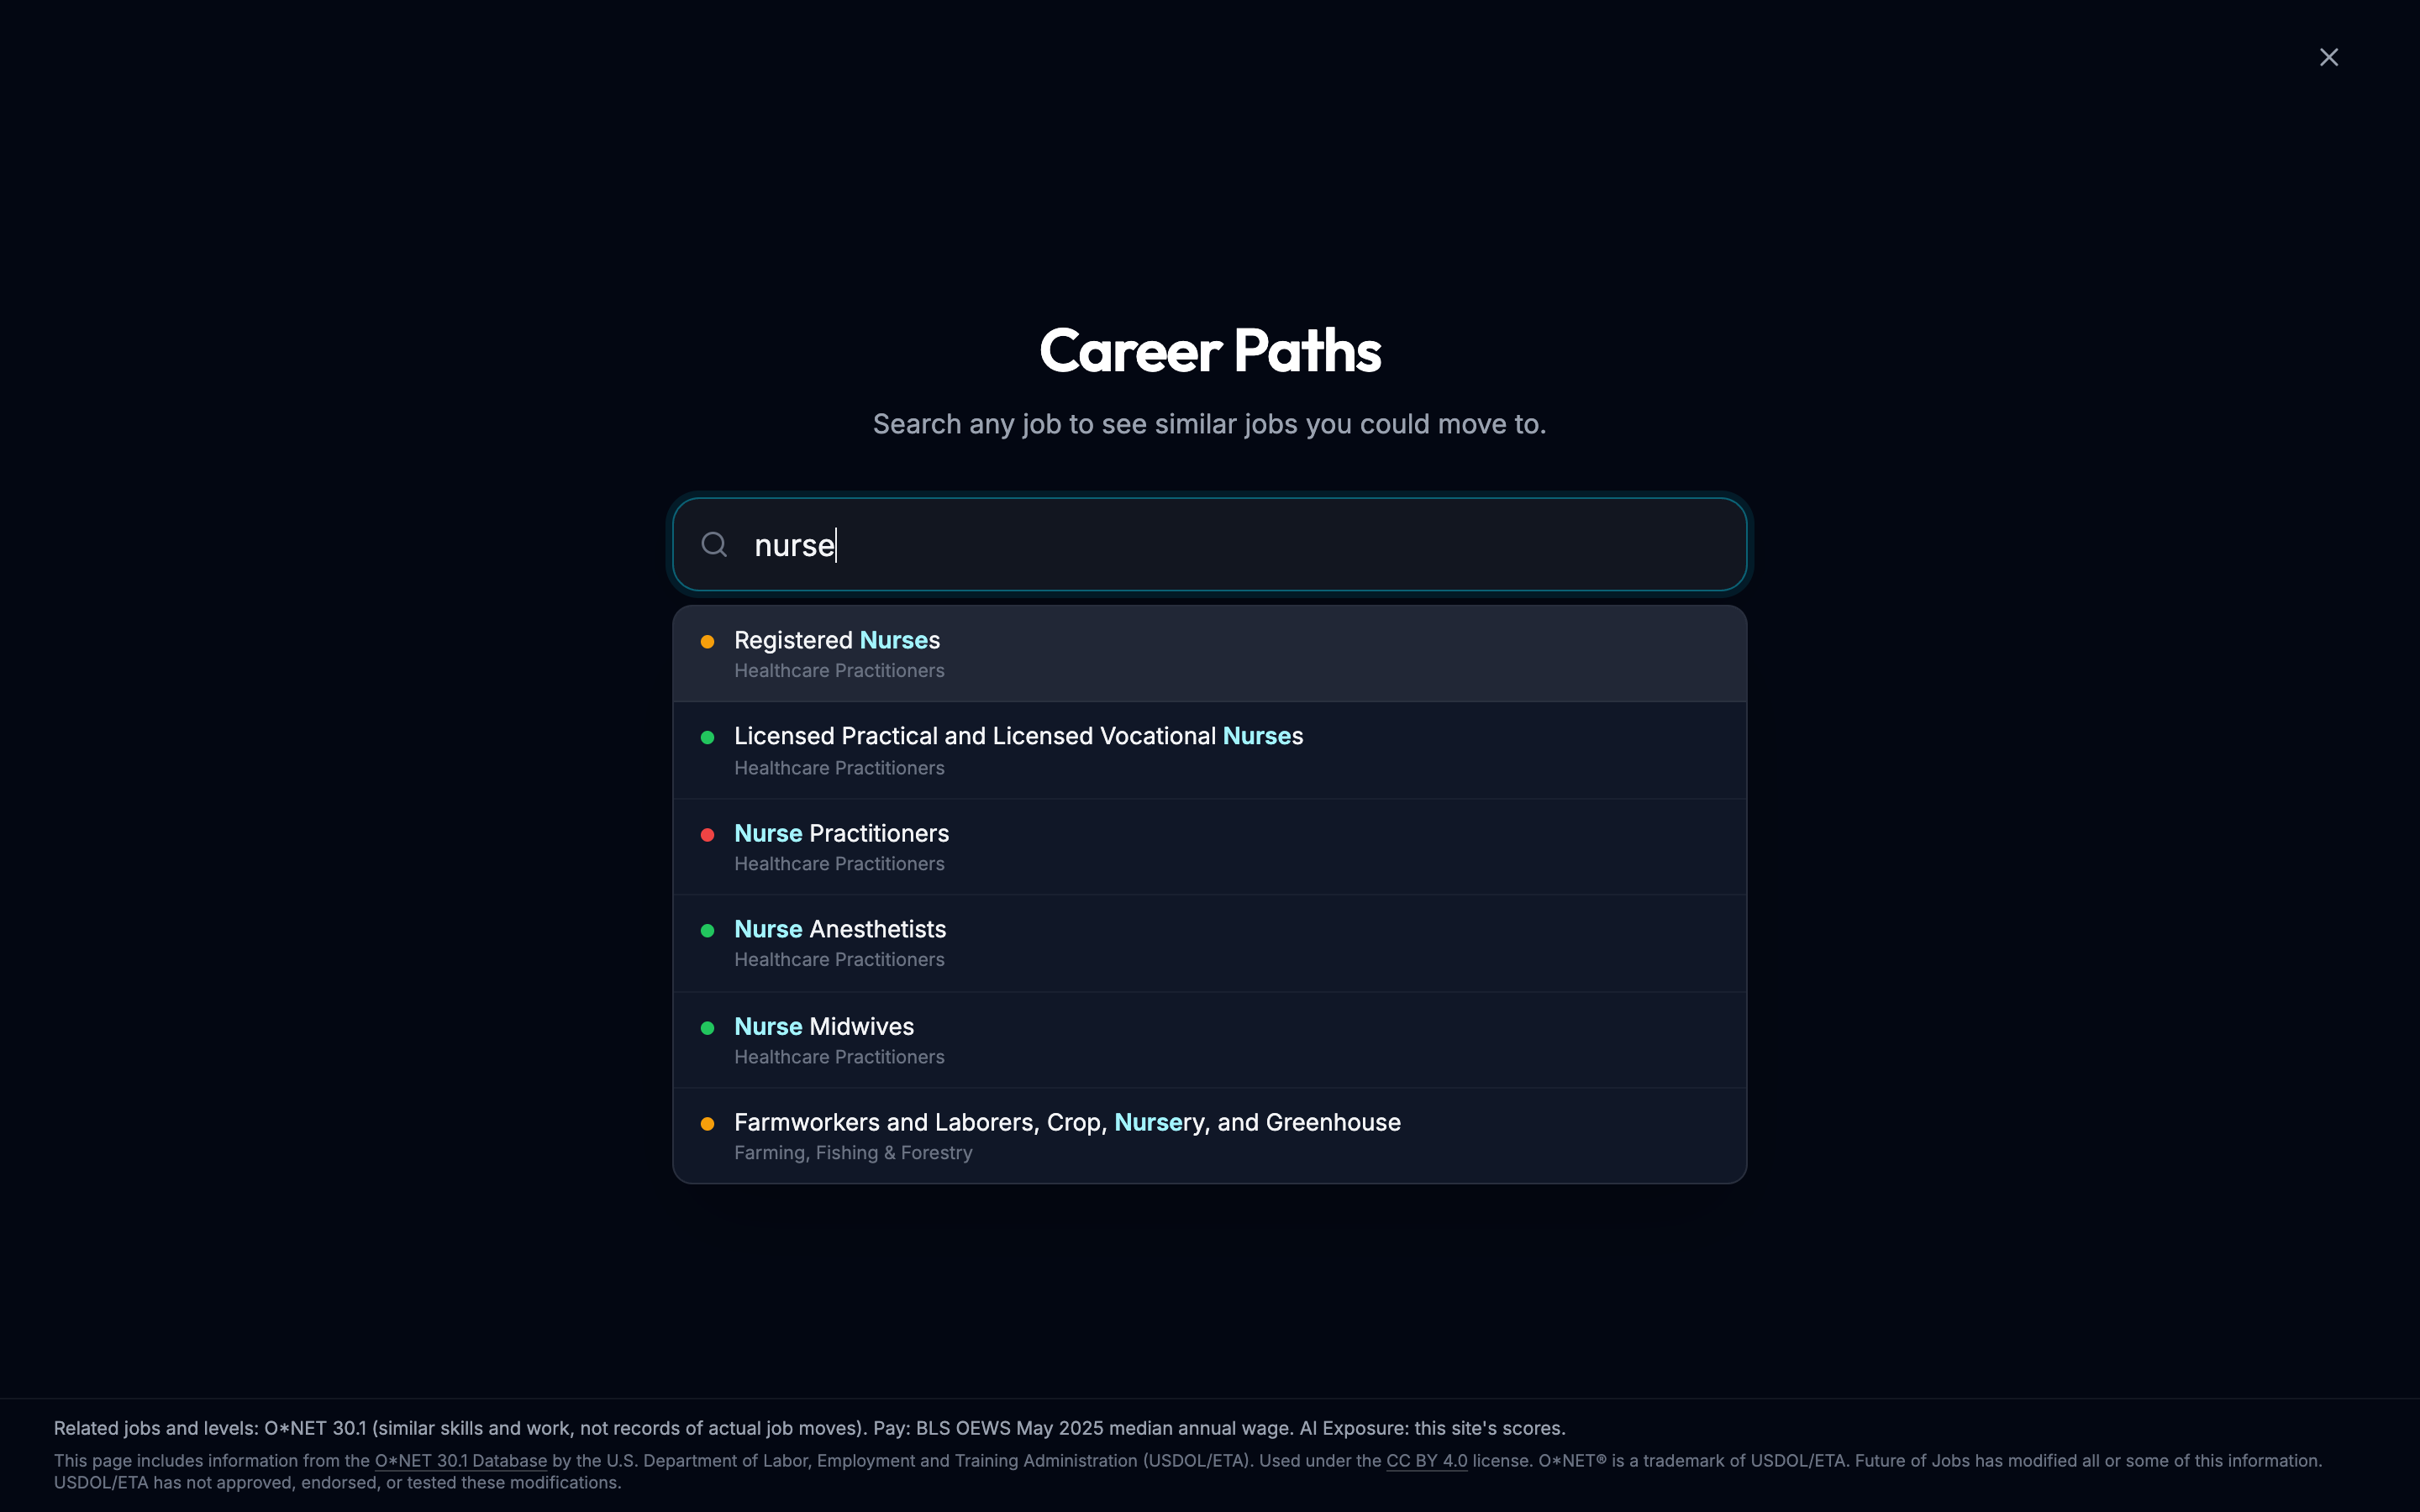 Career Paths
Search any job to see similar jobs you could move to.
nurse
Registered Nurses
Healthcare Practitioners
Licensed Practical and Licensed Vocational Nurses
Healthcare Practitioners
Nurse Practitioners
Healthcare Practitioners
Nurse Anesthetists
Healthcare Practitioners
Nurse Midwives
Healthcare Practitioners
Farmworkers and Laborers, Crop, Nursery, and Greenhouse
Farming, Fishing & Forestry
Related jobs and levels: O*NET 30.1 (similar skills and work, not records of actual job moves). Pay: BLS OEWS May 2025 median annual wage. AI Exposure: this site's scores.
This page includes information from the O*NET 30.1 Database by the U.S. Department of Labor, Employment and Training Administration (USDOL/ETA). Used under the CC BY 4.0 license. O*NET® is a trademark of USDOL/ETA. Future of Jobs has modified all or some of this information.
USDOL/ETA has not approved, endorsed, or tested these modifications.